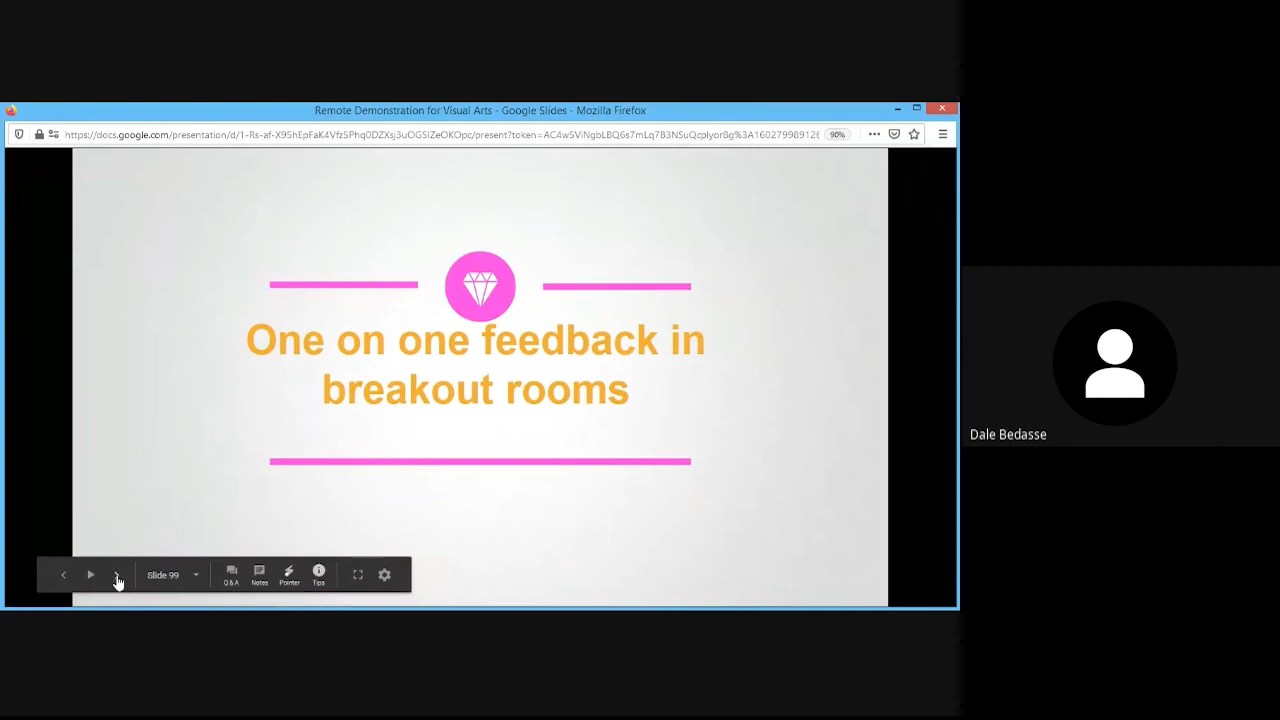 Remote Demonstration for Visual Arts - Google Slides - Mozilla Firefox
90%
One on one feedback in
breakout rooms
Slide 99
Q&A
Notes
Pointer
Tips
Dale Bedasse